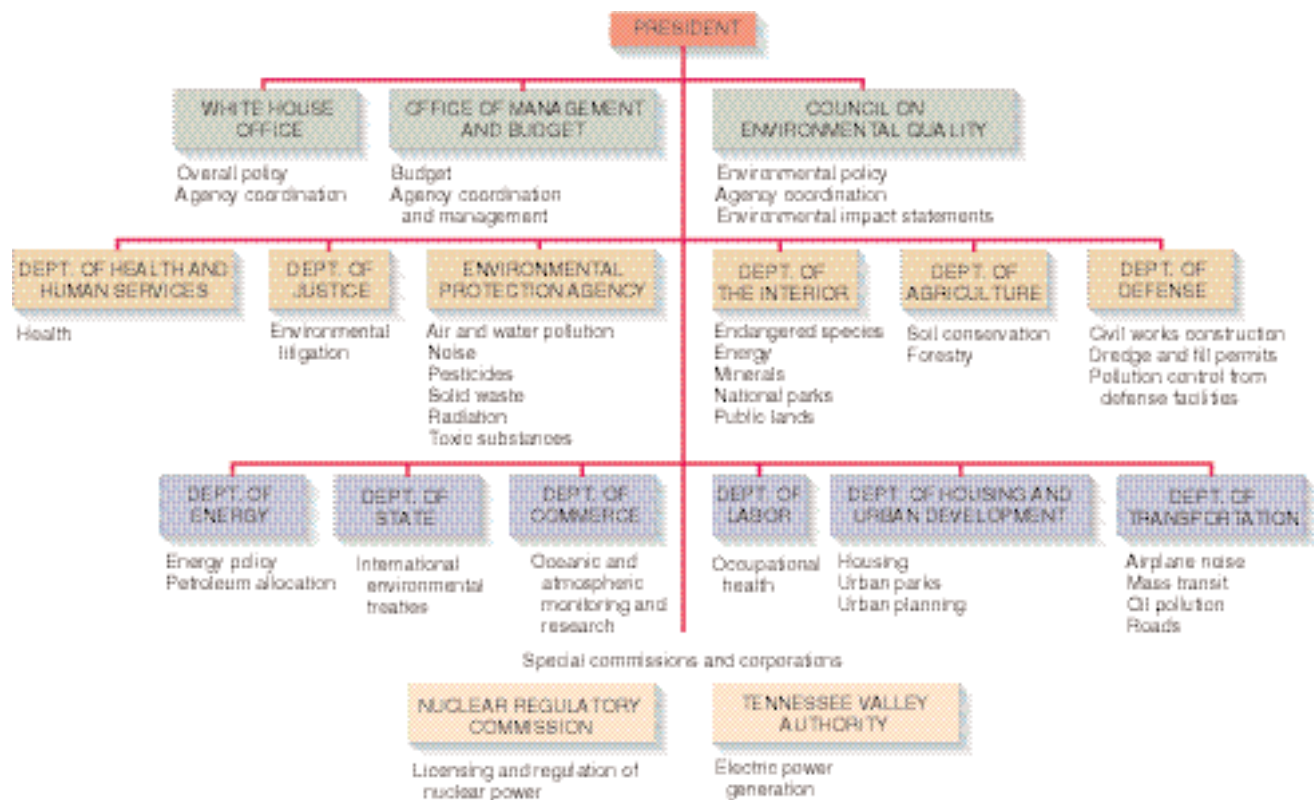 PRESIDENT
WHITE HOUSE
OFFICE
Overall policy
Agency coordination
OFFICE OF MANAGEMENT
AND BUDGET
Budget
Agency coordination
and management
COUNCIL ON
ENVIRONMENTAL QUALITY
Environmental policy
Agency coordination
Environmental impact statements
DEPT. OF HEALTH AND
HUMAN SERVICES
Health
DEPT. OF
JUSTICE
Environmental
litigation
ENVIRONMENTAL
PROTECTION AGENCY
Air and water pollution
Noise
Pesticides
Solid waste
Radiation
Toxic substances
DEPT. OF
THE INTERIOR
Endangered species
Energy
Minerals
National parks
Public lands
DEPT. OF
AGRICULTURE
Soil conservation
Forestry
DEPT. OF
DEFENSE
Civil works construction
Dredge and fill permits
Pollution control from
defense facilities
DEPT. OF
ENERGY
Energy policy
Petroleum allocation
DEPT. OF
STATE
International
environmental
treaties
DEPT. OF
COMMERCE
Oceanic and
atmospheric
monitoring and
research
DEPT. OF
LABOR
Occupational
health
DEPT. OF HOUSING AND
URBAN DEVELOPMENT
Housing
Urban parks
Urban planning
DEPT. OF
TRANSPORTATION
Airplane noise
Mass transit
Oil pollution
Roads
Special commissions and corporations
NUCLEAR REGULATORY
COMMISSION
Licensing and regulation of
nuclear power
TENNESSEE VALLEY
AUTHORITY
Electric power
generation